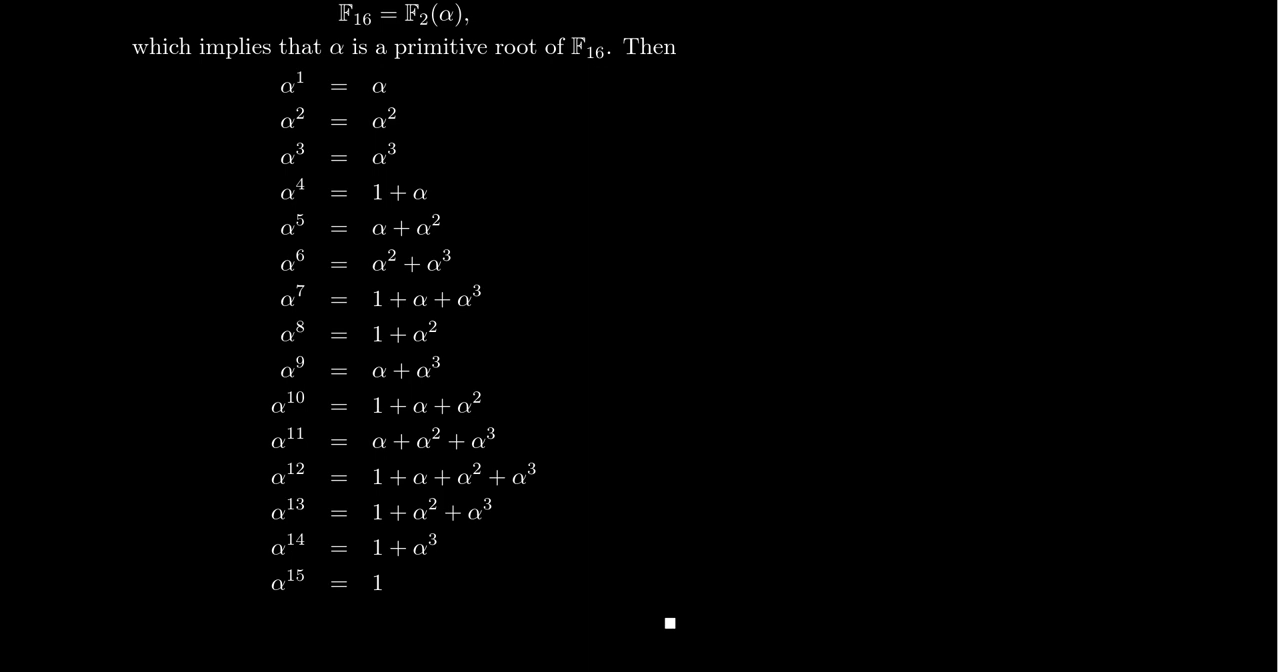 𝔽₁₆ = 𝔽₂(α),
which implies that α is a primitive root of 𝔽₁₆. Then
α¹ = α
α² = α²
α³ = α³
α⁴ = 1 + α
α⁵ = α + α²
α⁶ = α² + α³
α⁷ = 1 + α + α³
α⁸ = 1 + α²
α⁹ = α + α³
α¹⁰ = 1 + α + α²
α¹¹ = α + α² + α³
α¹² = 1 + α + α² + α³
α¹³ = 1 + α² + α³
α¹⁴ = 1 + α³
α¹⁵ = 1
■